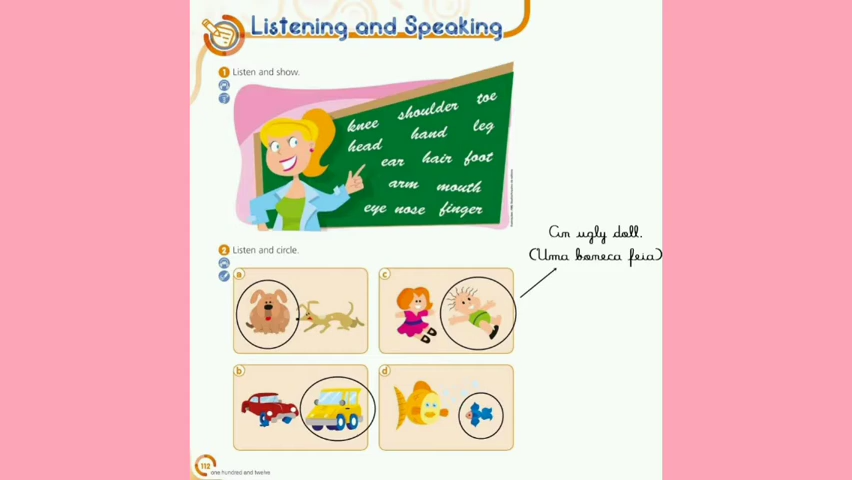 Listening and Speaking
1 Listen and show.
knee shoulder toe
head hand leg
ear hair foot
arm mouth
eye nose finger
An ugly doll.
(Uma boneca feia)
2 Listen and circle.
a
c
b
d
112
one hundred and twelve